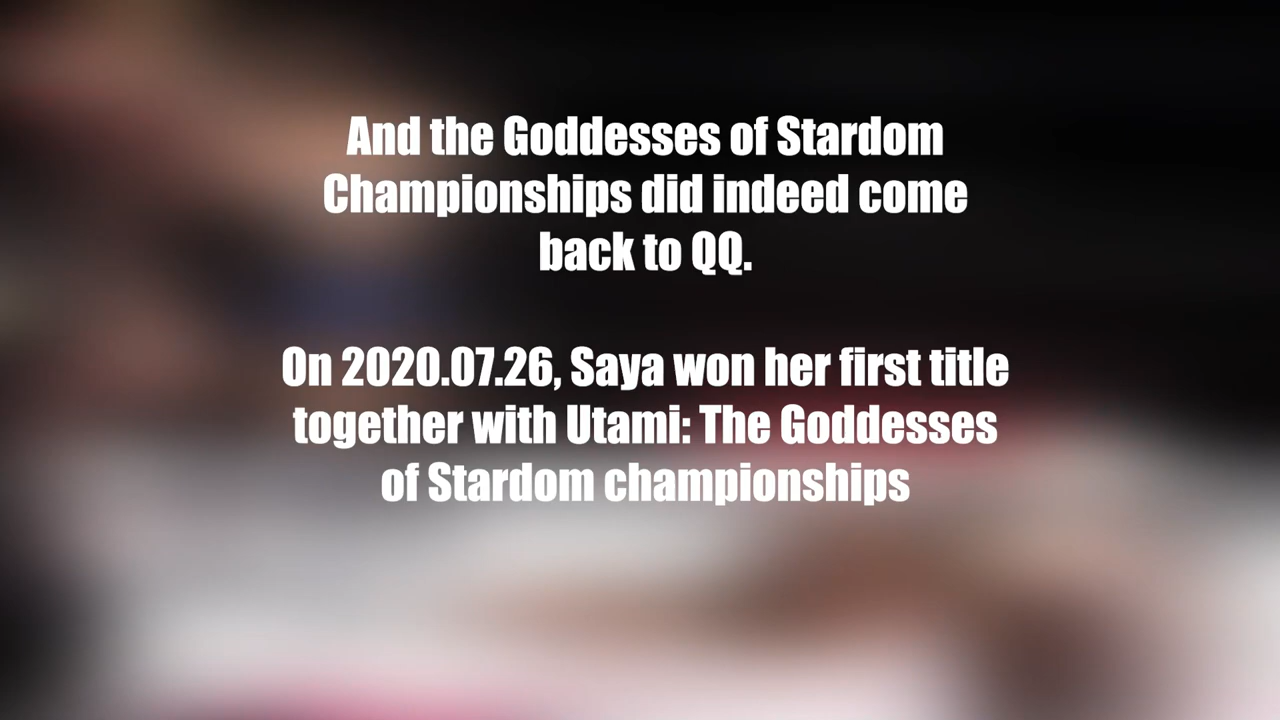 And the Goddesses of Stardom
Championships did indeed come
back to QQ.
On 2020.07.26, Saya won her first title
together with Utami: The Goddesses
of Stardom championships